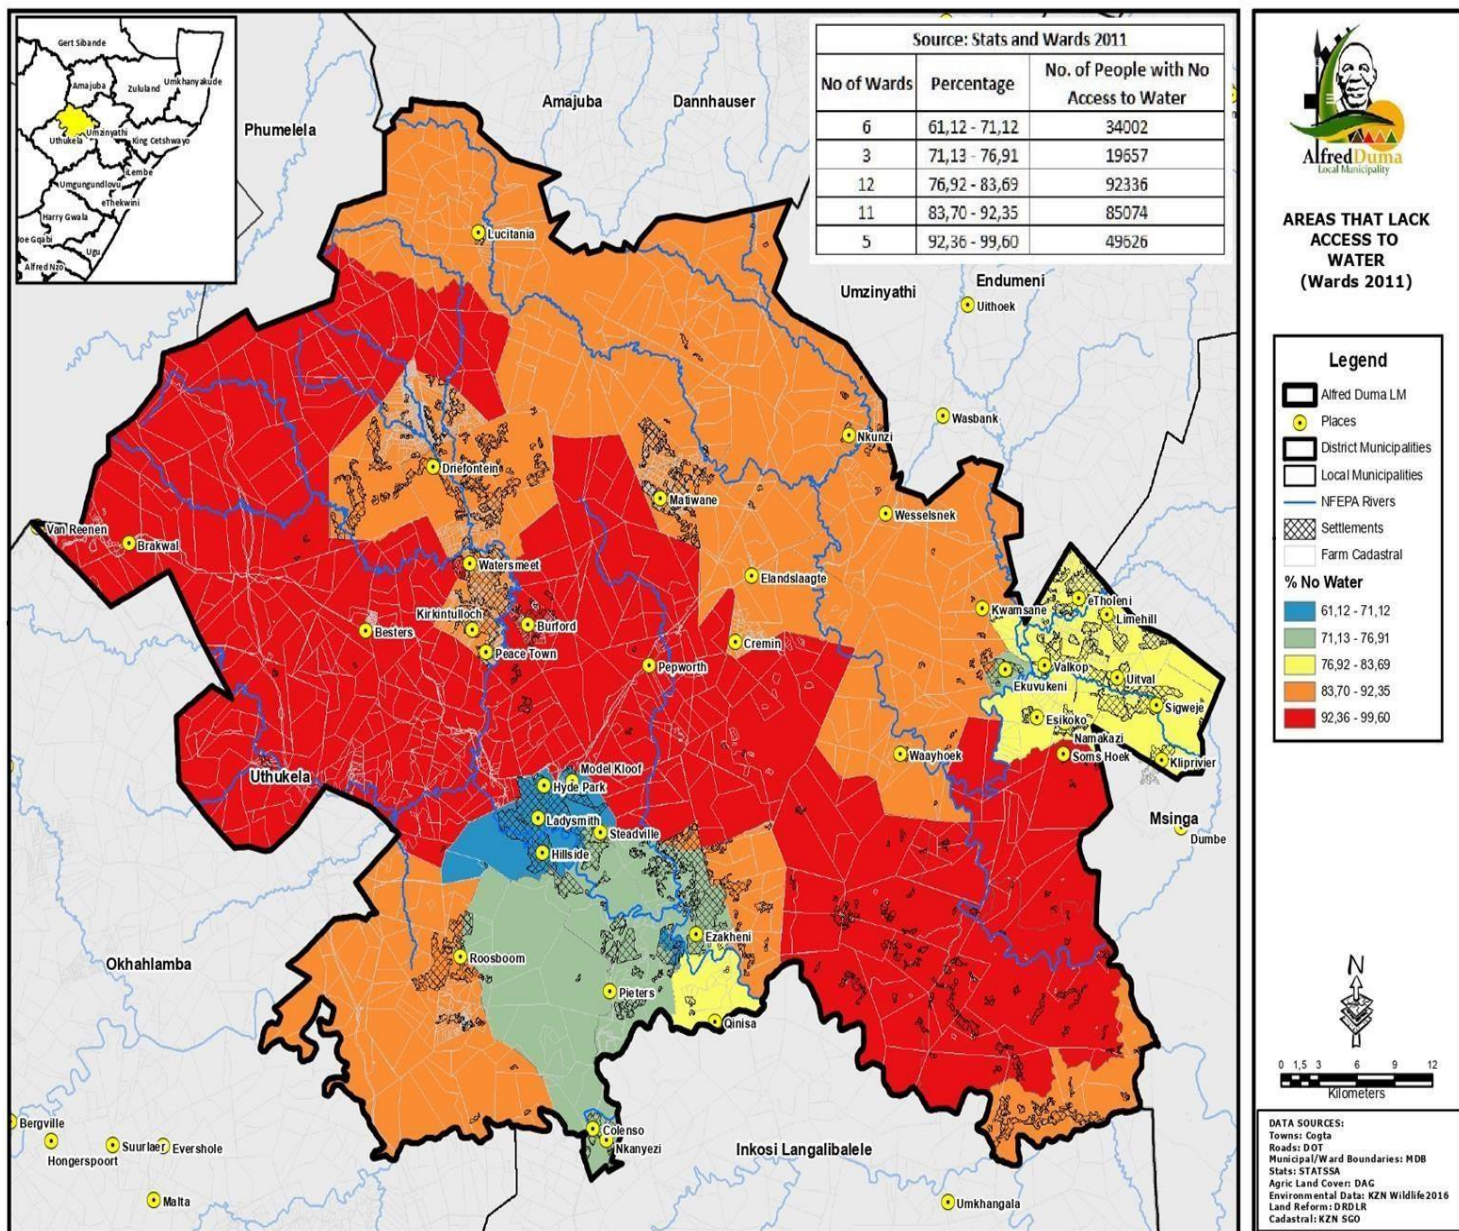 Gert Sibande
Amajuba
Zululand
Umkhanyakude
Uthukela
Umzinyathi
King Cetshwayo
iLembe
Umgungundlovu
eThekwini
Harry Gwala
Joe Gqabi
Ugu
Alfred Nzo
Source: Stats and Wards 2011
No of Wards Percentage No. of People with No Access to Water
6 61,12 - 71,12 34002
3 71,13 - 76,91 19657
12 76,92 - 83,69 92336
11 83,70 - 92,35 85074
5 92,36 - 99,60 49626
Phumelela
Amajuba
Dannhauser
Lucitania
Umzinyathi
Endumeni
Uithoek
Wasbank
Nkunzi
Driefontein
Matiwane
Wesselsnek
Van Reenen
Brakwal
Watersmeet
Elandslaagte
eTholeni
Kwamsane
Limehill
Kirkintulloch
Burford
Besters
Cremin
Peace Town
Pepworth
Valkop
Ekuvukeni
Uitval
Sigweje
Esikoko
Namakazi
Soms Hoek
Waayhoek
Kliprivier
Uthukela
Model Kloof
Hyde Park
Ladysmith
Steadville
Msinga
Dumbe
Hillside
Ezakheni
Okhahlamba
Roosboom
Pieters
Qinisa
Bergville
Colenso
Nkanyezi
Hongerspoort
Suurlaer
Evershole
Inkosi Langalibalele
Malta
Umkhangala
AlfredDuma
Local Municipality
AREAS THAT LACK
ACCESS TO
WATER
(Wards 2011)
Legend
Alfred Duma LM
Places
District Municipalities
Local Municipalities
NFEPA Rivers
Settlements
Farm Cadastral
% No Water
61,12 - 71,12
71,13 - 76,91
76,92 - 83,69
83,70 - 92,35
92,36 - 99,60
N
0 1,5 3 6 9 12
Kilometers
DATA SOURCES:
Towns: Cogta
Roads: DOT
Municipal/Ward Boundaries: MDB
Stats: STATSSA
Agric Land Cover: DAG
Environmental Data: KZN Wildlife2016
Land Reform: DRDLR
Cadastral: KZN SGO